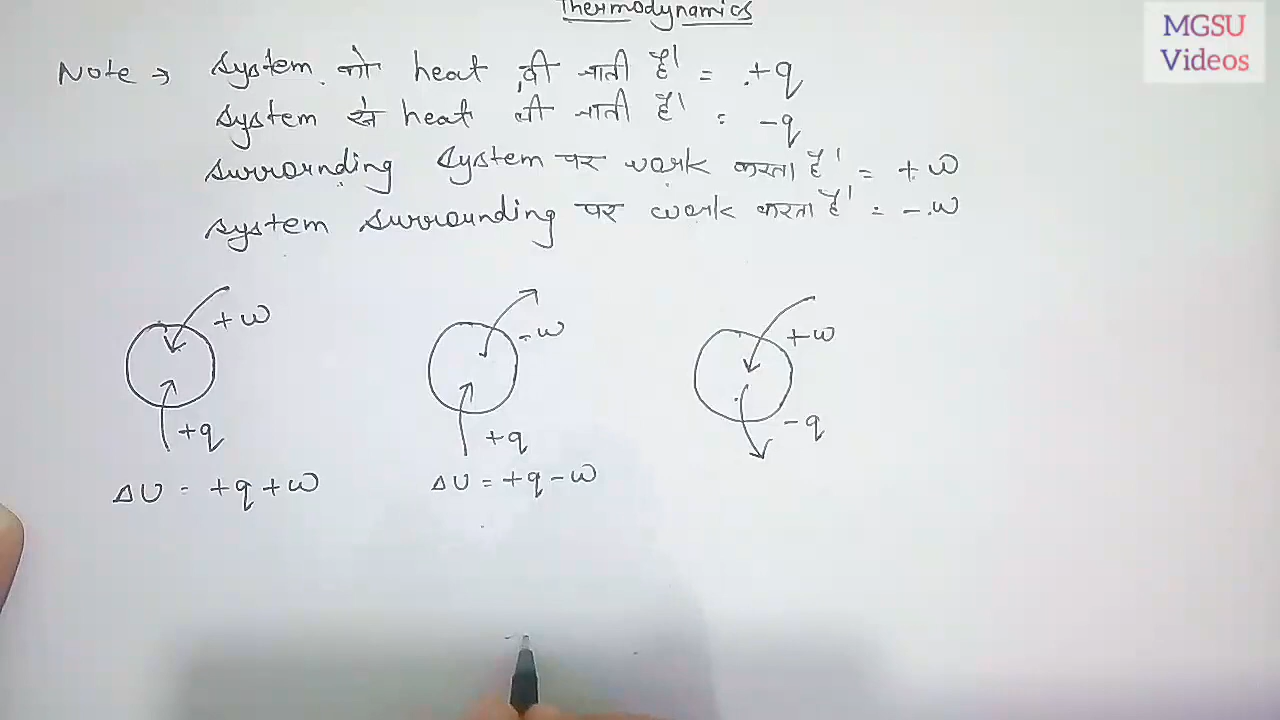 Thermodynamics
MGSU
Videos
Note → System को heat दी जाती है। = +q
System से heat ली जाती है। = -q
Surrounding System पर work करता है। = +w
System Surrounding पर work करता है। = -w
+w
-w
+w
+q
+q
-q
ΔU = +q +w
ΔU = +q -w